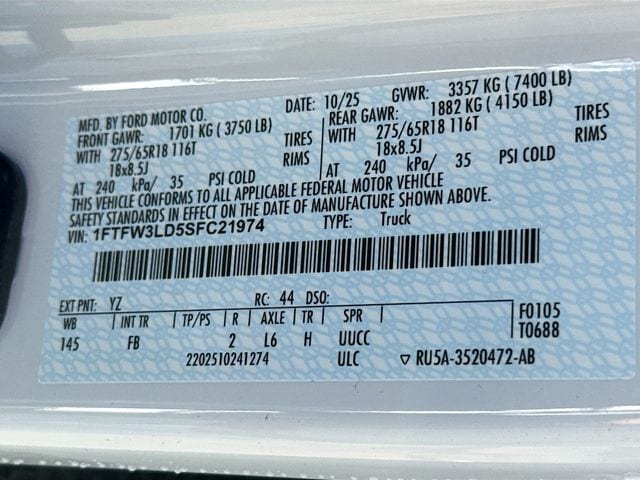 MFD. BY FORD MOTOR CO. DATE: 10/25 GVWR: 3357 KG ( 7400 LB)
FRONT GAWR: 1701 KG ( 3750 LB) REAR GAWR: 1882 KG ( 4150 LB)
WITH 275/65R18 116T TIRES WITH 275/65R18 116T TIRES
18x8.5J RIMS 18x8.5J RIMS
AT 240 kPa/ 35 PSI COLD AT 240 kPa/ 35 PSI COLD
THIS VEHICLE CONFORMS TO ALL APPLICABLE FEDERAL MOTOR VEHICLE
SAFETY STANDARDS IN EFFECT ON THE DATE OF MANUFACTURE SHOWN ABOVE.
VIN: 1FTFW3LD5SFC21974 TYPE: Truck
EXT PNT: YZ RC: 44 DSO: F0105
WB INT TR TP/PS R AXLE TR SPR T0688
145 FB 2 L6 H UUCC
2202510241274 ULC RU5A-3520472-AB